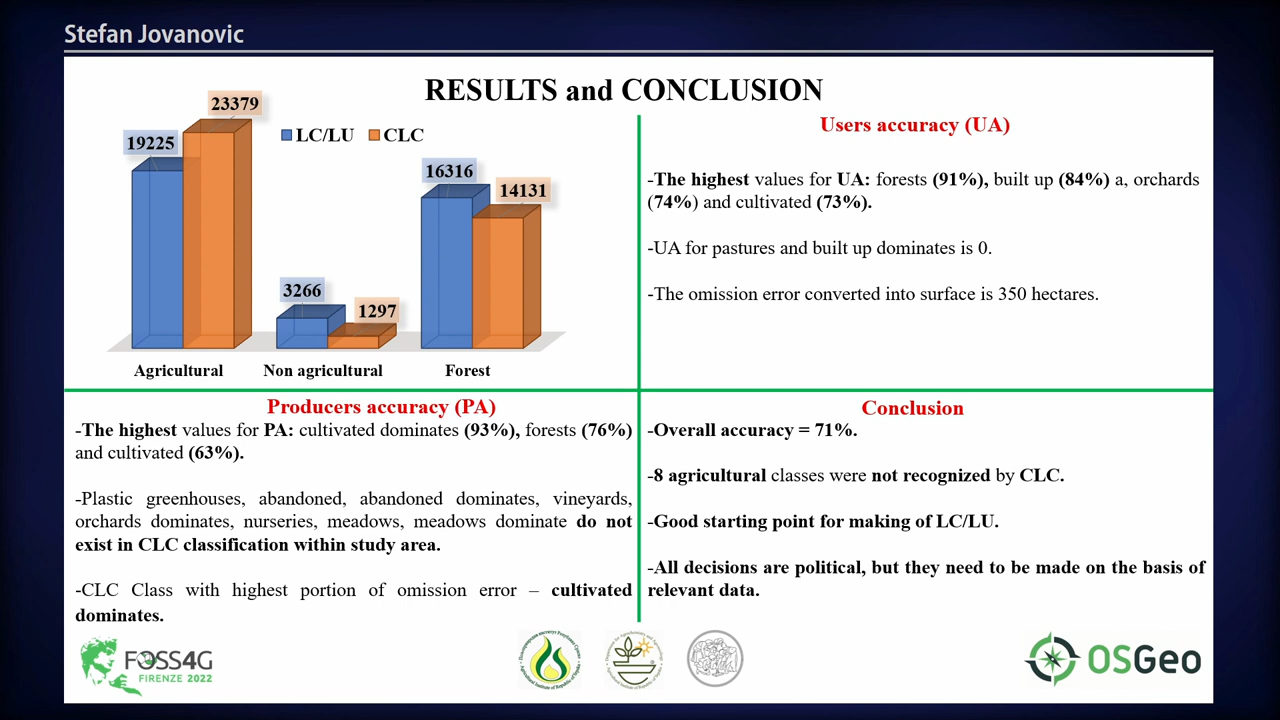 Stefan Jovanovic
RESULTS and CONCLUSION
23379
19225
LC/LU
CLC
16316
14131
3266
1297
Agricultural
Non agricultural
Forest
Users accuracy (UA)
-The highest values for UA: forests (91%), built up (84%) a, orchards
(74%) and cultivated (73%).
-UA for pastures and built up dominates is 0.
-The omission error converted into surface is 350 hectares.
Producers accuracy (PA)
-The highest values for PA: cultivated dominates (93%), forests (76%)
and cultivated (63%).
-Plastic greenhouses, abandoned, abandoned dominates, vineyards,
orchards dominates, nurseries, meadows, meadows dominate do not
exist in CLC classification within study area.
-CLC Class with highest portion of omission error – cultivated
dominates.
Conclusion
-Overall accuracy = 71%.
-8 agricultural classes were not recognized by CLC.
-Good starting point for making of LC/LU.
-All decisions are political, but they need to be made on the basis of
relevant data.
FOSS4G
FIRENZE 2022
OSGeo